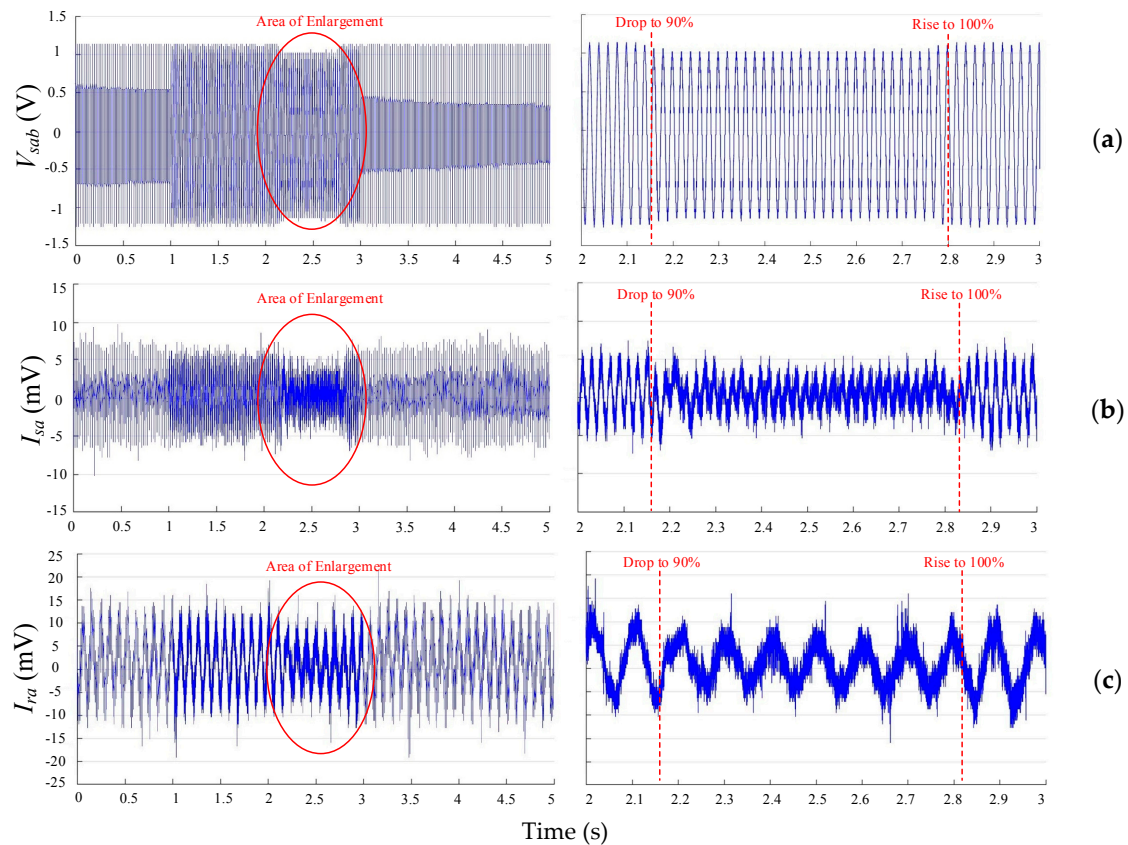 Area of Enlargement
Drop to 90%
Rise to 100%
V_sab (V)
1.5
1
0.5
0
-0.5
-1
-1.5
0 0.5 1 1.5 2 2.5 3 3.5 4 4.5 5
2 2.1 2.2 2.3 2.4 2.5 2.6 2.7 2.8 2.9 3
(a)
Area of Enlargement
Drop to 90%
Rise to 100%
I_sa (mV)
15
10
5
0
-5
-10
15
0 0.5 1 1.5 2 2.5 3 3.5 4 4.5 5
2 2.1 2.2 2.3 2.4 2.5 2.6 2.7 2.8 2.9 3
(b)
Area of Enlargement
Drop to 90%
Rise to 100%
I_ra (mV)
25
20
15
10
5
0
-5
-10
-15
-20
-25
0 0.5 1 1.5 2 2.5 3 3.5 4 4.5 5
2 2.1 2.2 2.3 2.4 2.5 2.6 2.7 2.8 2.9 3
(c)
Time (s)